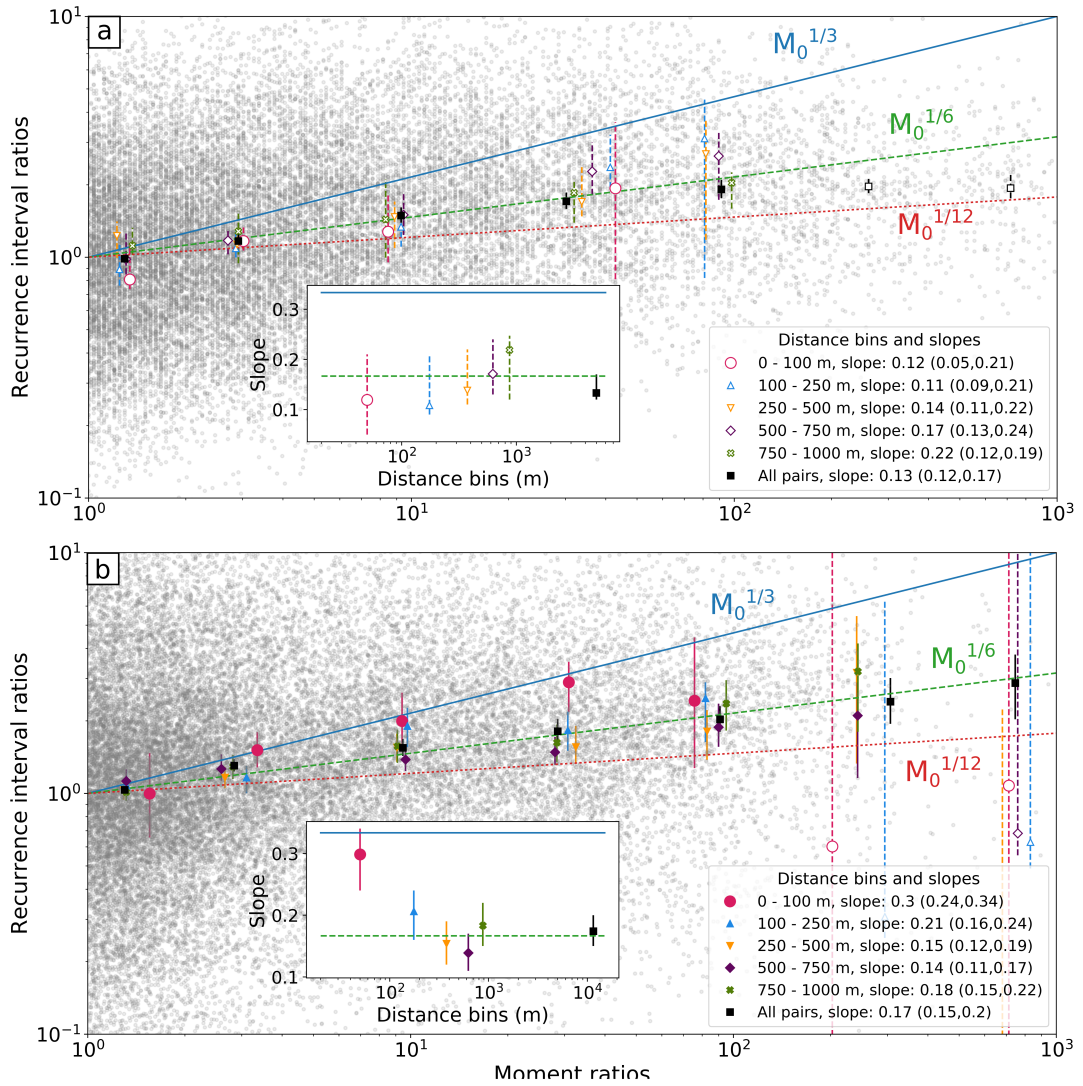 a
10^1
10^0
10^-1
Recurrence interval ratios
M_0^1/3
M_0^1/6
M_0^1/12
0.3
0.2
0.1
Slope
10^2
10^3
Distance bins (m)
Distance bins and slopes
0 - 100 m, slope: 0.12 (0.05,0.21)
100 - 250 m, slope: 0.11 (0.09,0.21)
250 - 500 m, slope: 0.14 (0.11,0.22)
500 - 750 m, slope: 0.17 (0.13,0.24)
750 - 1000 m, slope: 0.22 (0.12,0.19)
All pairs, slope: 0.13 (0.12,0.17)
10^0
10^1
10^2
10^3
b
10^1
10^0
10^-1
Recurrence interval ratios
M_0^1/3
M_0^1/6
M_0^1/12
0.3
0.2
0.1
Slope
10^2
10^3
10^4
Distance bins (m)
Distance bins and slopes
0 - 100 m, slope: 0.3 (0.24,0.34)
100 - 250 m, slope: 0.21 (0.16,0.24)
250 - 500 m, slope: 0.15 (0.12,0.19)
500 - 750 m, slope: 0.14 (0.11,0.17)
750 - 1000 m, slope: 0.18 (0.15,0.22)
All pairs, slope: 0.17 (0.15,0.2)
10^0
10^1
10^2
10^3
Moment ratios